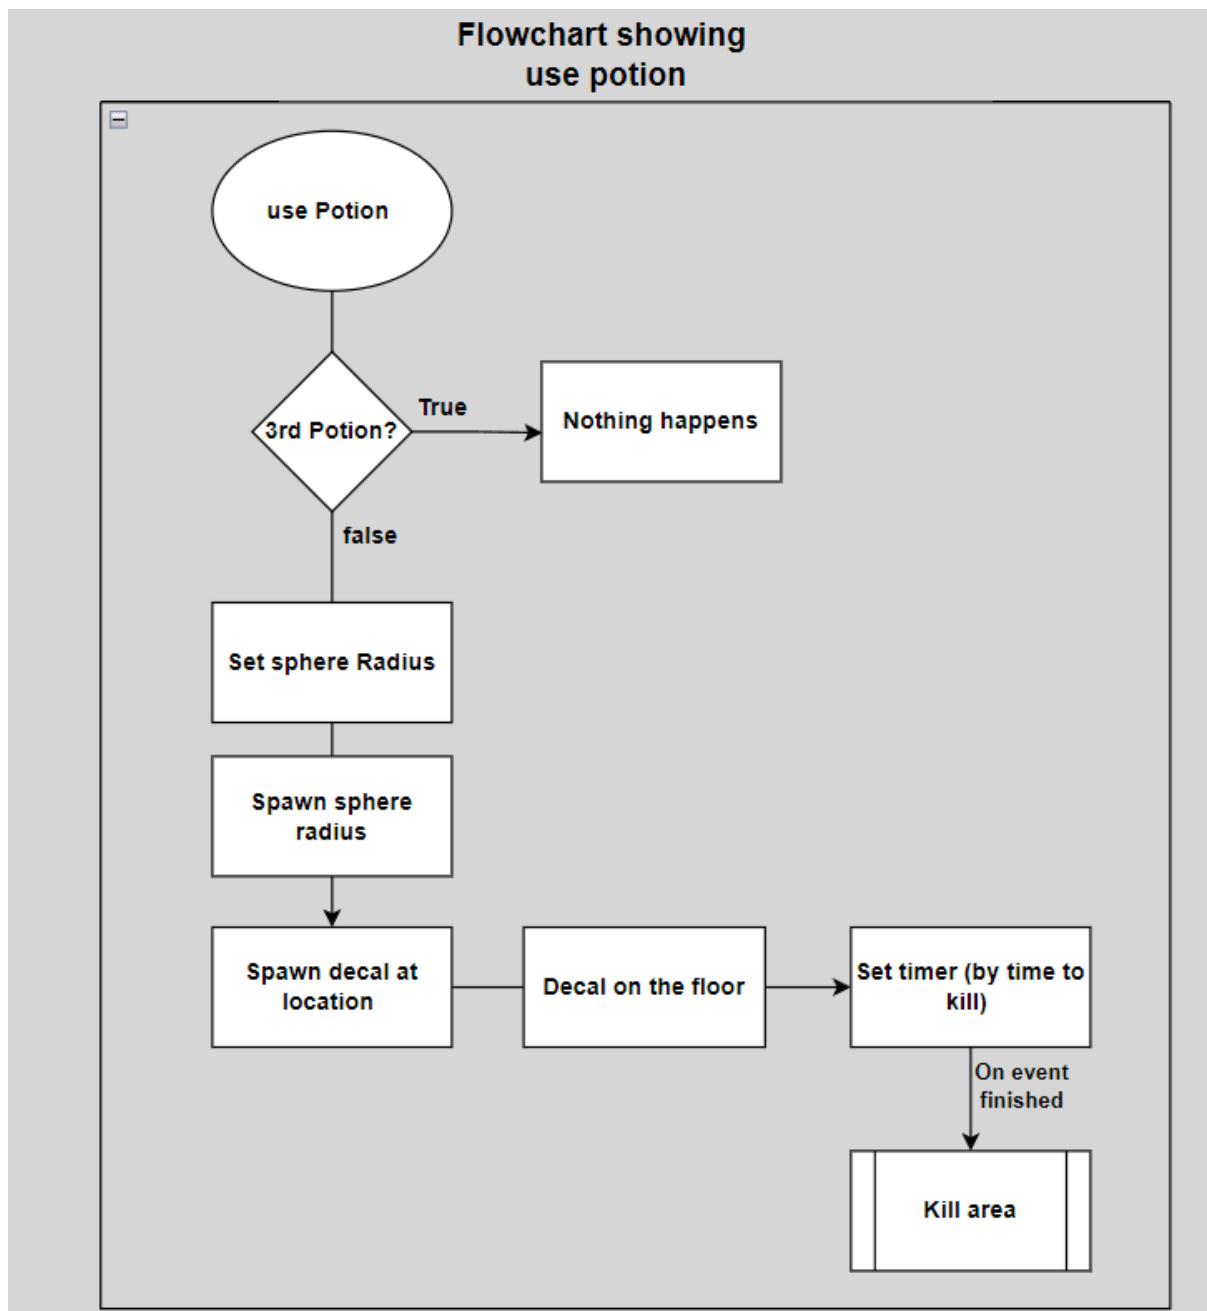 Flowchart showing
use potion
use Potion
3rd Potion?
True
Nothing happens
false
Set sphere Radius
Spawn sphere
radius
Spawn decal at
location
Decal on the floor
Set timer (by time to
kill)
On event
finished
Kill area